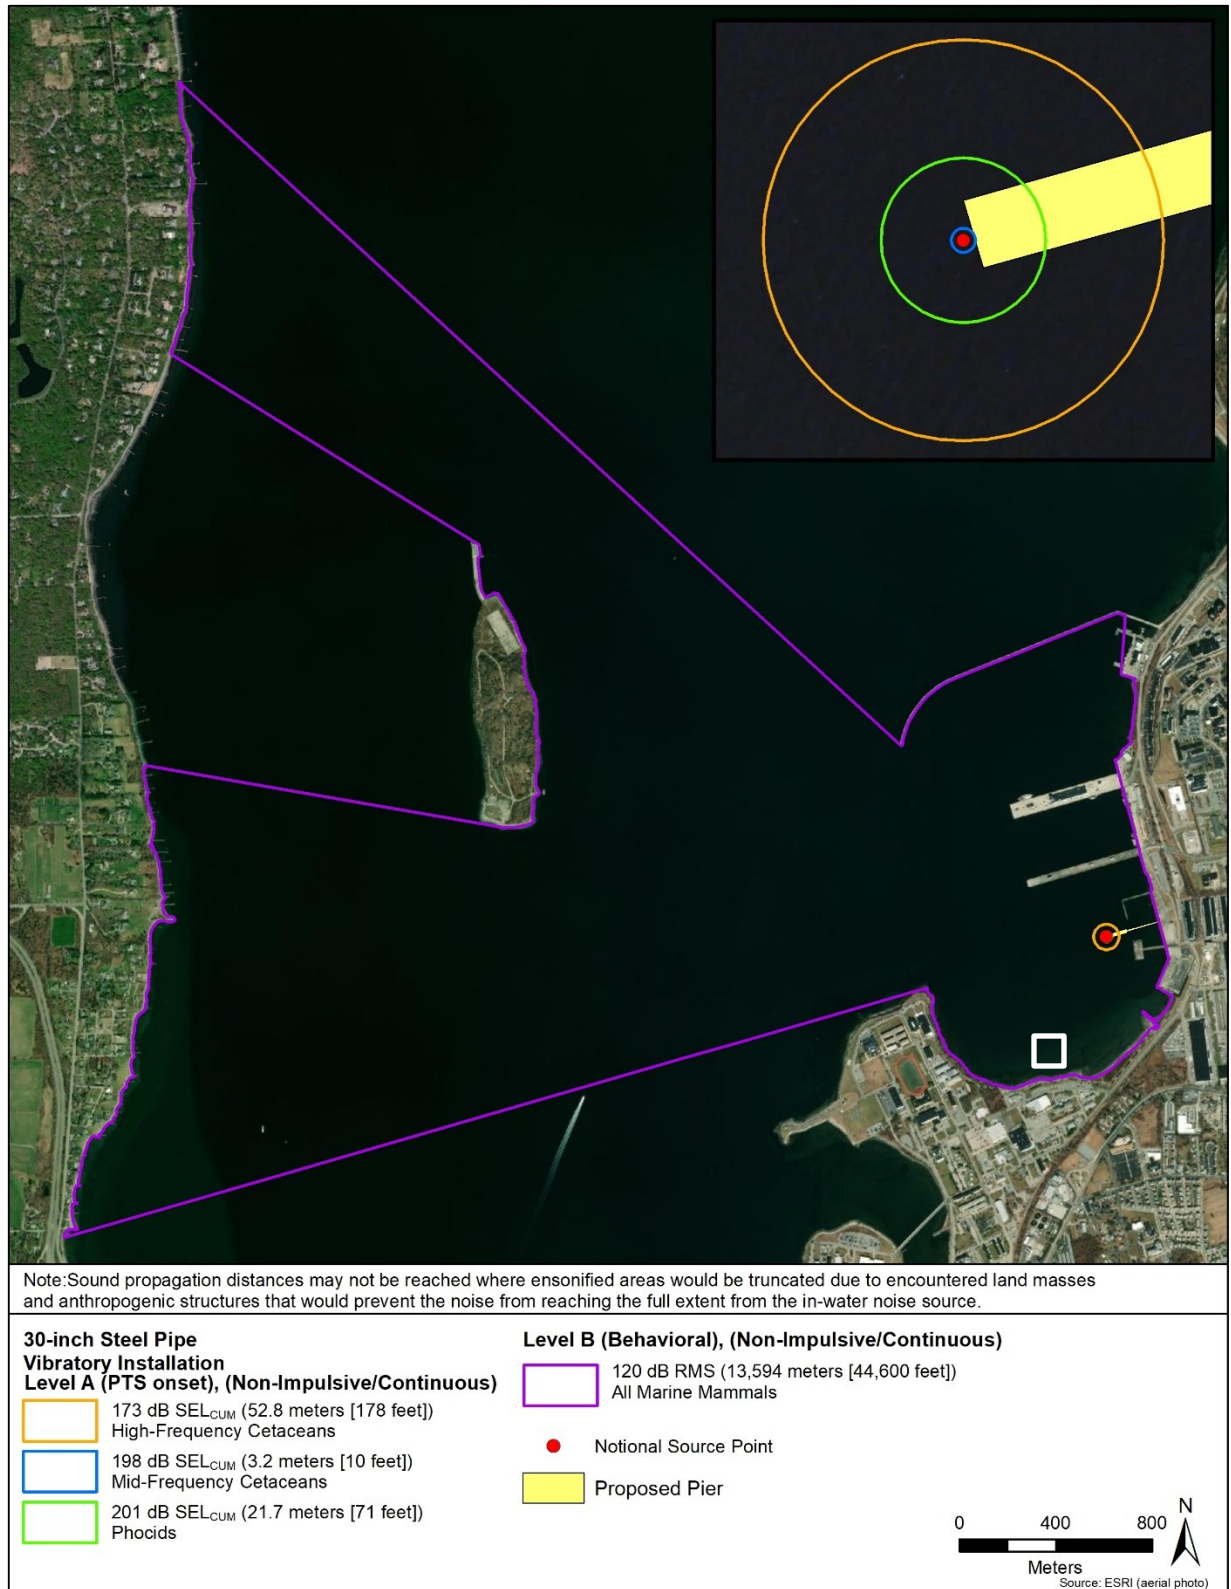 Note:Sound propagation distances may not be reached where ensonified areas would be truncated due to encountered land masses
and anthropogenic structures that would prevent the noise from reaching the full extent from the in-water noise source.
30-inch Steel Pipe
Vibratory Installation
Level A (PTS onset), (Non-Impulsive/Continuous)
173 dB SELCUM (52.8 meters [178 feet])
High-Frequency Cetaceans
198 dB SELCUM (3.2 meters [10 feet])
Mid-Frequency Cetaceans
201 dB SELCUM (21.7 meters [71 feet])
Phocids
Level B (Behavioral), (Non-Impulsive/Continuous)
120 dB RMS (13,594 meters [44,600 feet])
All Marine Mammals
Notional Source Point
Proposed Pier
0 400 800
Meters
N
Source: ESRI (aerial photo)